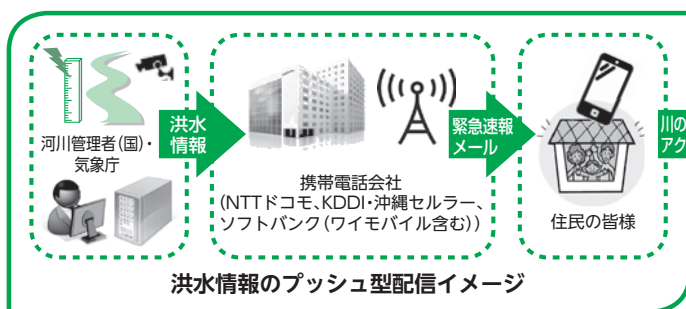 河川管理者(国)・
気象庁
洪水
情報
携帯電話会社
(NTTドコモ、KDDI・沖縄セルラー、
ソフトバンク(ワイモバイル含む))
緊急速報
メール
住民の皆様
川の
アク
洪水情報のプッシュ型配信イメージ